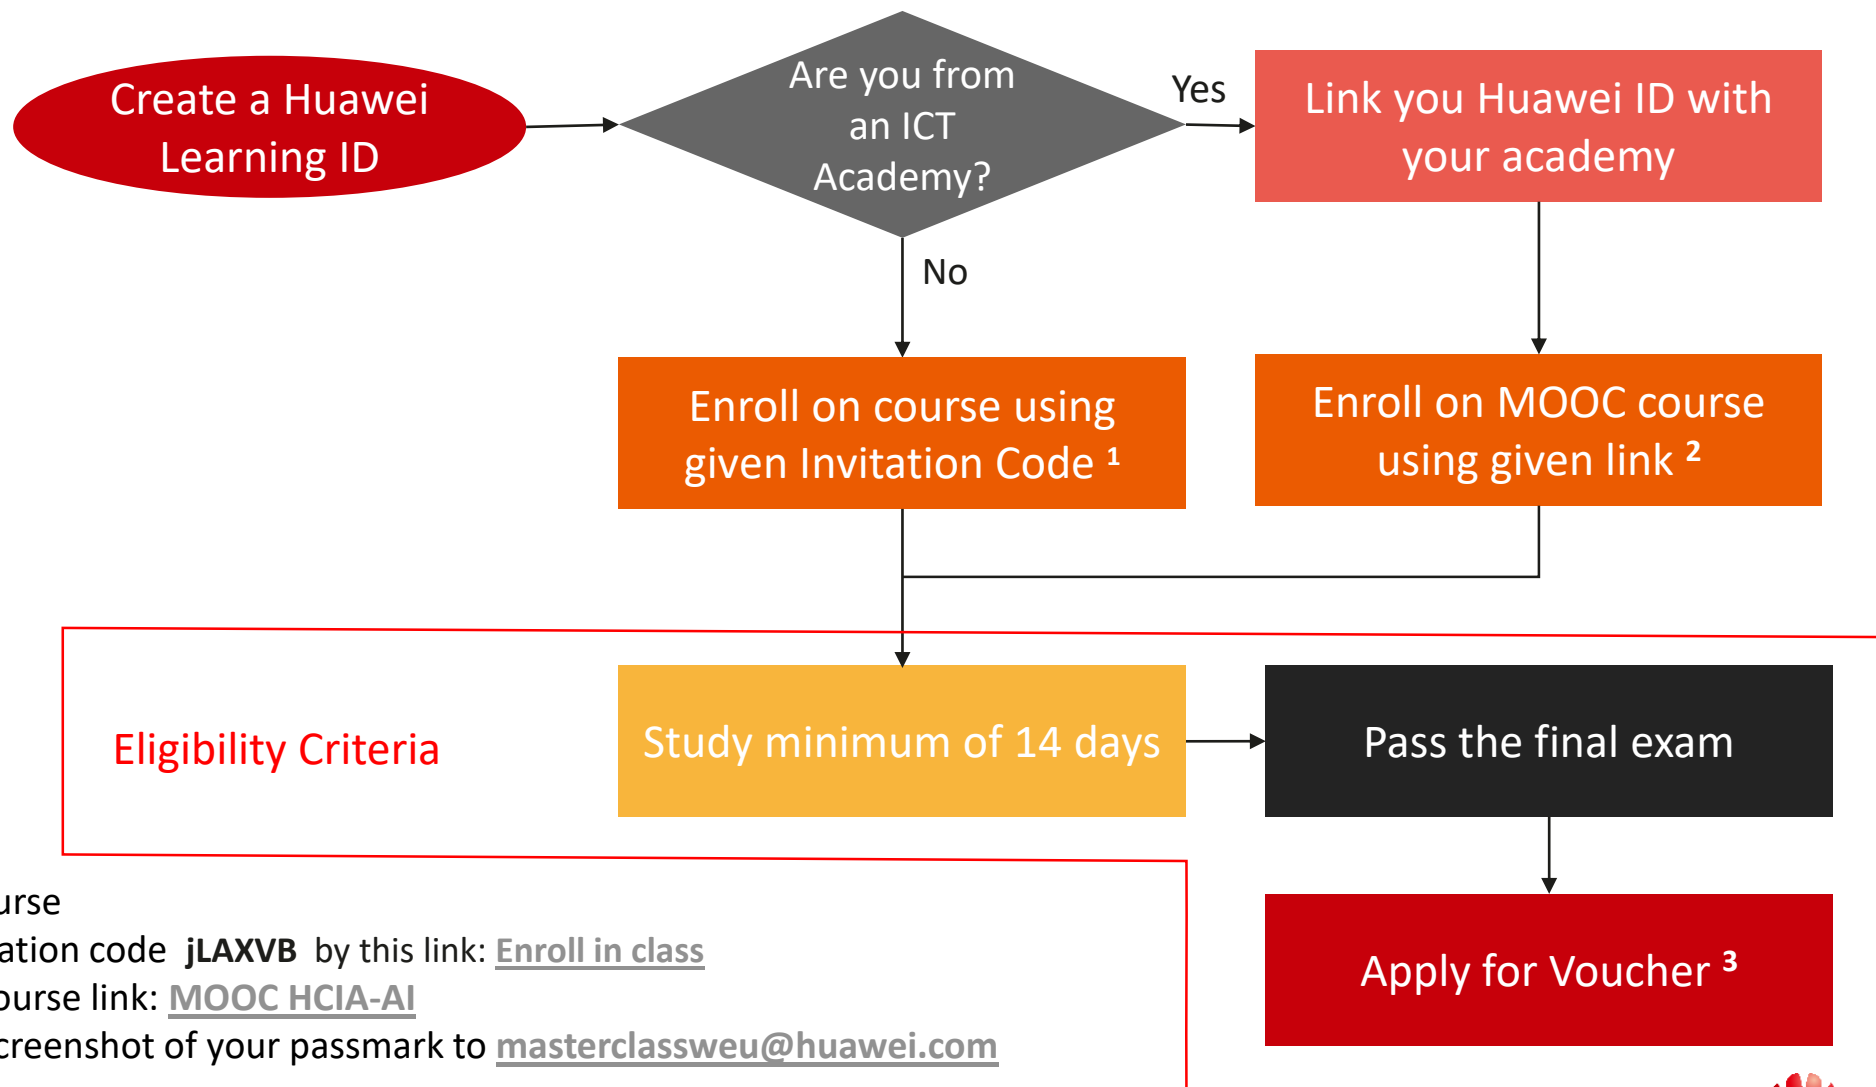 Create a Huawei
Learning ID
Are you from
an ICT
Academy?
Yes
Link you Huawei ID with
your academy
No
Enroll on course using
given Invitation Code ¹
Enroll on MOOC course
using given link ²
Eligibility Criteria
Study minimum of 14 days
Pass the final exam
Apply for Voucher ³
urse
ation code jLAXVB by this link: Enroll in class
ourse link: MOOC HCIA-AI
creenshot of your passmark to masterclassweu@huawei.com